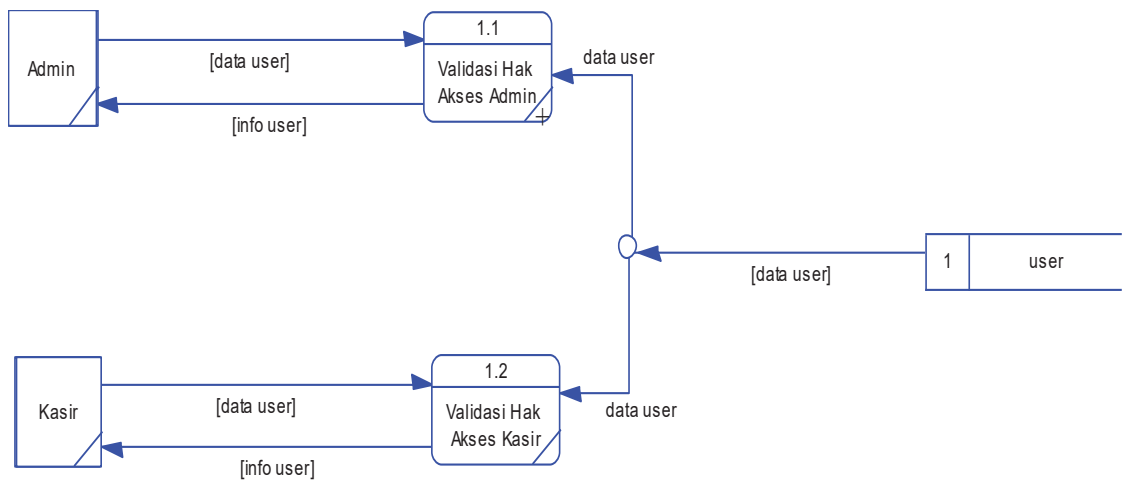 Admin
[data user]
[info user]
1.1
Validasi Hak
Akses Admin
data user
[data user]
1
user
Kasir
[data user]
[info user]
1.2
Validasi Hak
Akses Kasir
data user